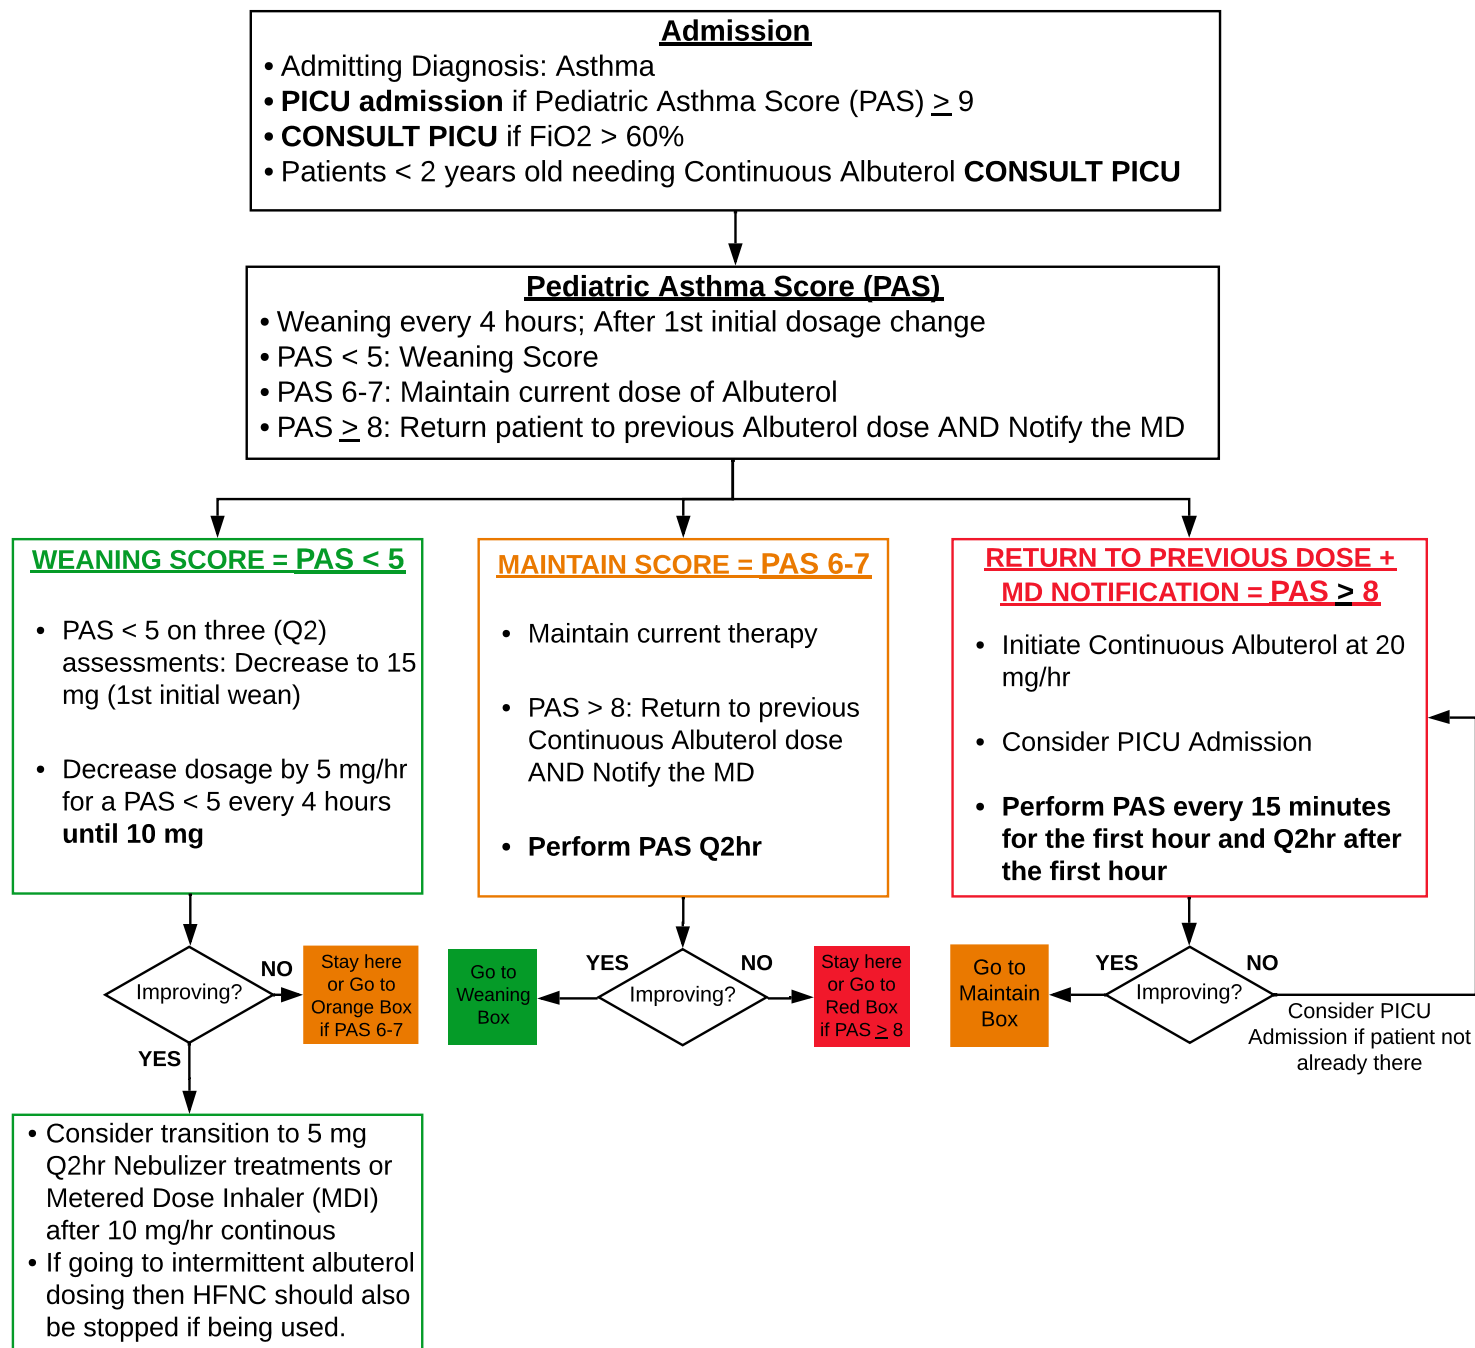 Admission
• Admitting Diagnosis: Asthma
• PICU admission if Pediatric Asthma Score (PAS) ≥ 9
• CONSULT PICU if FiO2 > 60%
• Patients < 2 years old needing Continuous Albuterol CONSULT PICU
Pediatric Asthma Score (PAS)
• Weaning every 4 hours; After 1st initial dosage change
• PAS < 5: Weaning Score
• PAS 6-7: Maintain current dose of Albuterol
• PAS ≥ 8: Return patient to previous Albuterol dose AND Notify the MD
WEANING SCORE = PAS < 5
• PAS < 5 on three (Q2)
assessments: Decrease to 15
mg (1st initial wean)
• Decrease dosage by 5 mg/hr
for a PAS < 5 every 4 hours
until 10 mg
MAINTAIN SCORE = PAS 6-7
• Maintain current therapy
• PAS > 8: Return to previous
Continuous Albuterol dose
AND Notify the MD
• Perform PAS Q2hr
RETURN TO PREVIOUS DOSE +
MD NOTIFICATION = PAS ≥ 8
• Initiate Continuous Albuterol at 20
mg/hr
• Consider PICU Admission
• Perform PAS every 15 minutes
for the first hour and Q2hr after
the first hour
Improving?
NO
Stay here
or Go to
Orange Box
if PAS 6-7
YES
Go to
Weaning
Box
YES
Improving?
NO
Stay here
or Go to
Red Box
if PAS ≥ 8
Go to
Maintain
Box
YES
Improving?
NO
Consider PICU
Admission if patient not
already there
• Consider transition to 5 mg
Q2hr Nebulizer treatments or
Metered Dose Inhaler (MDI)
after 10 mg/hr continous
• If going to intermittent albuterol
dosing then HFNC should also
be stopped if being used.